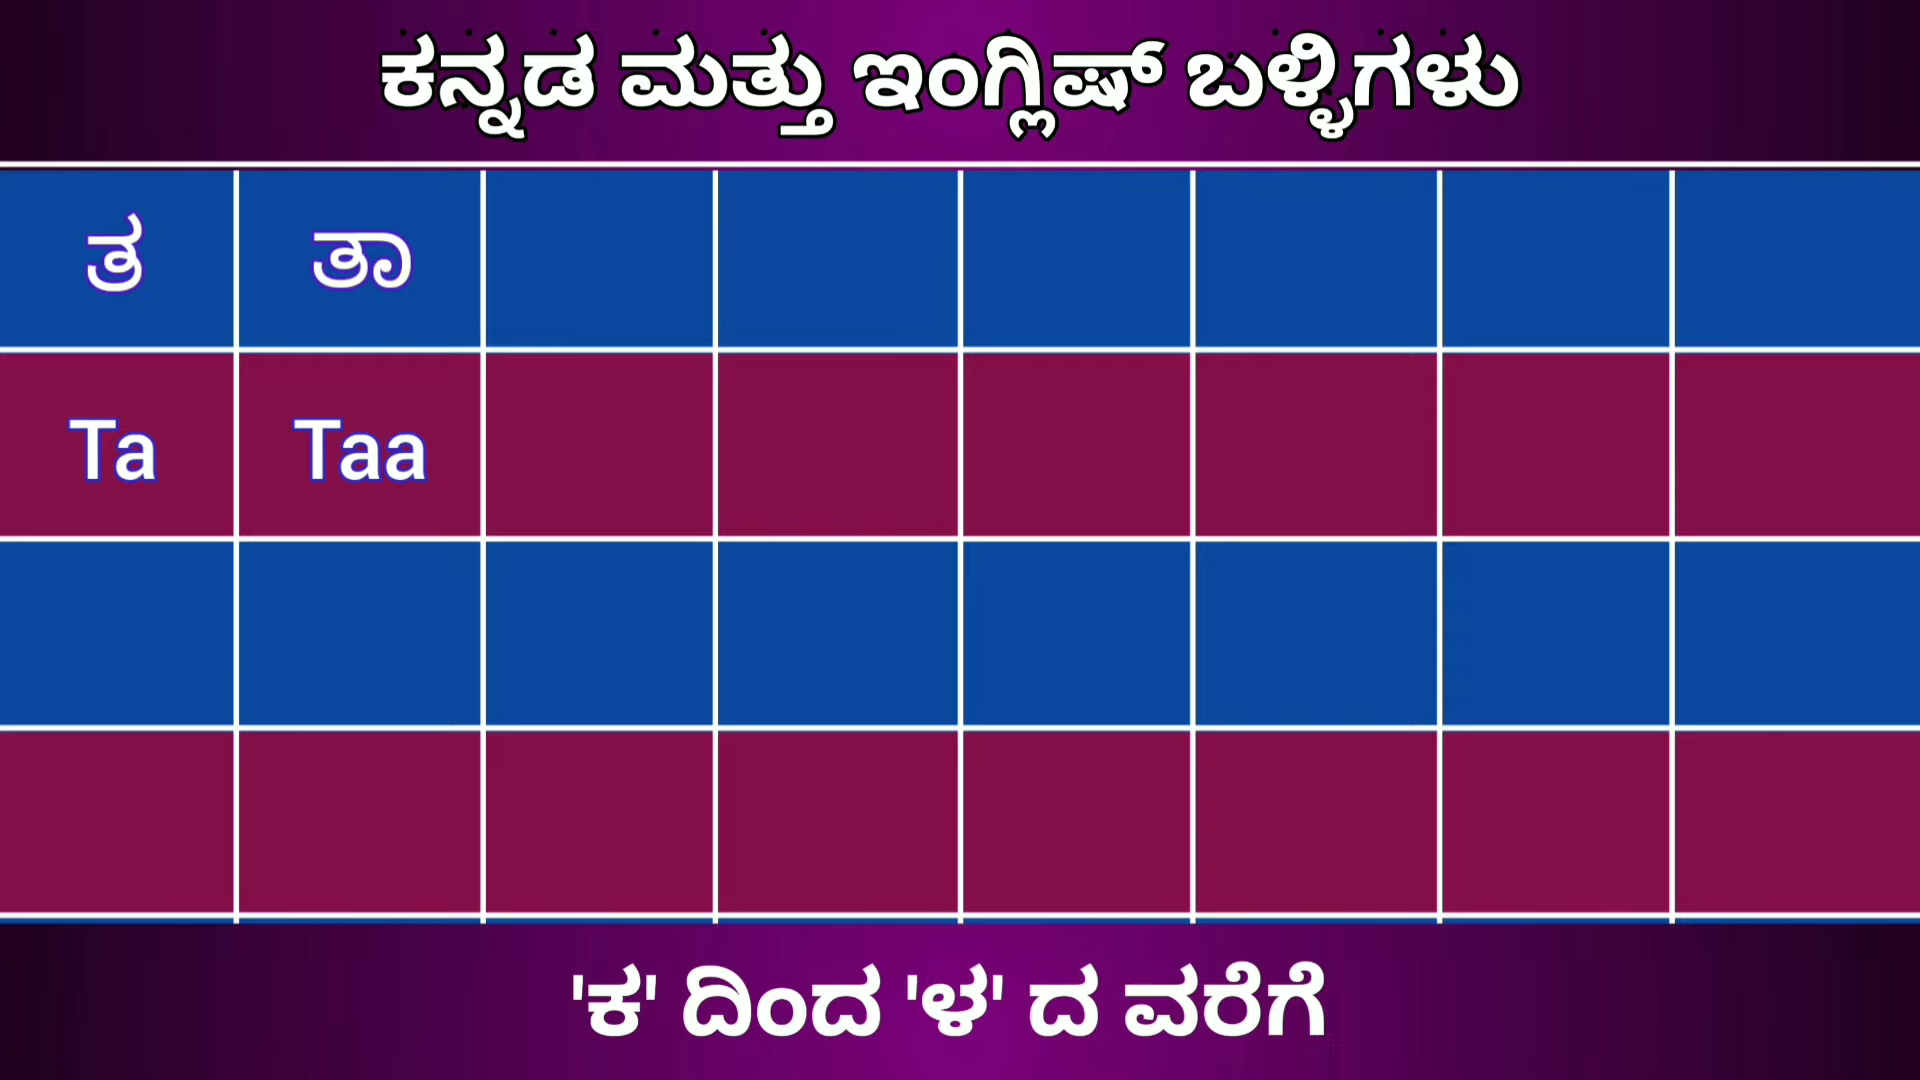 ಕನ್ನಡ ಮತ್ತು ಇಂಗ್ಲಿಷ್ ಬಳ್ಳಿಗಳು
ತ ತಾ
Ta Taa
'ಕ' ದಿಂದ 'ಳ' ದ ವರೆಗೆ